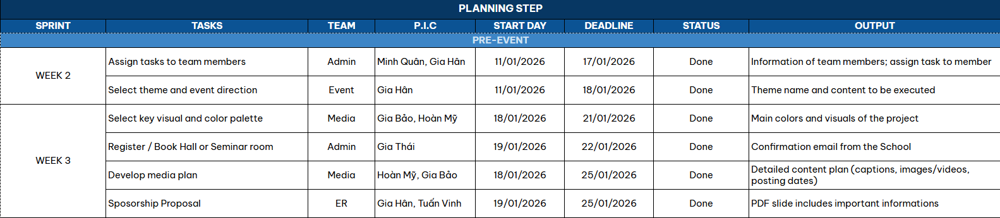 PLANNING STEP
SPRINT TASKS TEAM P.I.C START DAY DEADLINE STATUS OUTPUT
PRE-EVENT
WEEK 2
Assign tasks to team members Admin Minh Quân, Gia Hân 11/01/2026 17/01/2026 Done Information of team members; assign task to member
Select theme and event direction Event Gia Hân 11/01/2026 18/01/2026 Done Theme name and content to be executed
WEEK 3
Select key visual and color palette Media Gia Bảo, Hoàn Mỹ 18/01/2026 21/01/2026 Done Main colors and visuals of the project
Register / Book Hall or Seminar room Admin Gia Thái 19/01/2026 22/01/2026 Done Confirmation email from the School
Develop media plan Media Hoàn Mỹ, Gia Bảo 18/01/2026 25/01/2026 Done Detailed content plan (captions, images/videos,
posting dates)
Sposorship Proposal ER Gia Hân, Tuấn Vinh 19/01/2026 25/01/2026 Done PDF slide includes important informations